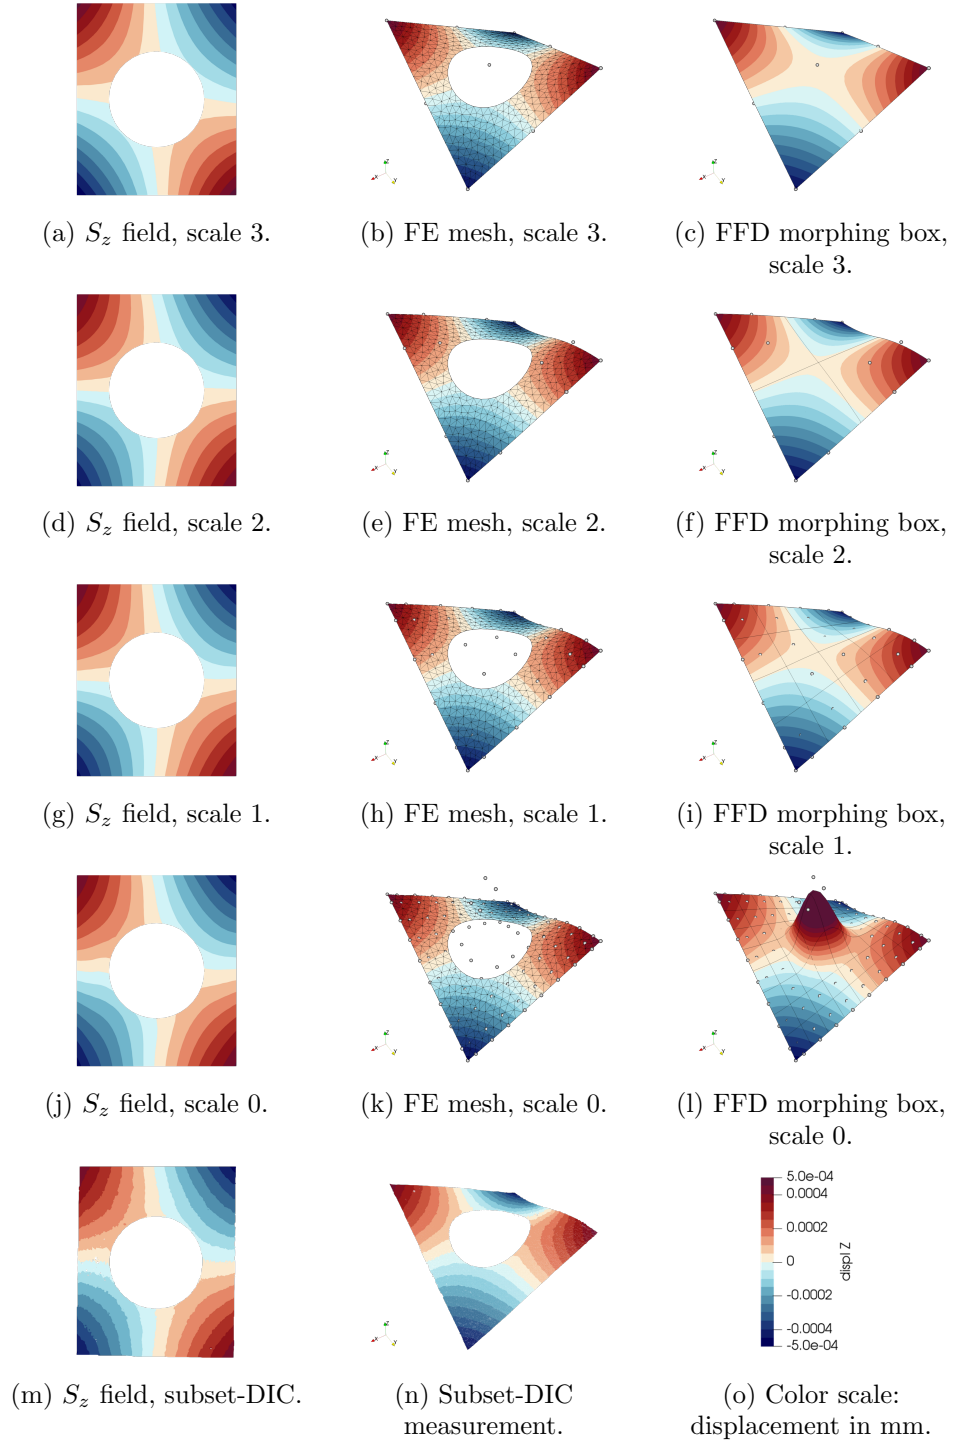 z
x
y
z
x
y
(a) S_z field, scale 3.
(b) FE mesh, scale 3.
(c) FFD morphing box,
scale 3.
z
x
y
z
x
y
(d) S_z field, scale 2.
(e) FE mesh, scale 2.
(f) FFD morphing box,
scale 2.
z
x
y
z
x
y
(g) S_z field, scale 1.
(h) FE mesh, scale 1.
(i) FFD morphing box,
scale 1.
z
x
y
z
x
y
(j) S_z field, scale 0.
(k) FE mesh, scale 0.
(l) FFD morphing box,
scale 0.
z
x
y
5.0e-04
0.0004
0.0002
0
-0.0002
-0.0004
-5.0e-04
displ Z
(m) S_z field, subset-DIC.
(n) Subset-DIC
measurement.
(o) Color scale:
displacement in mm.